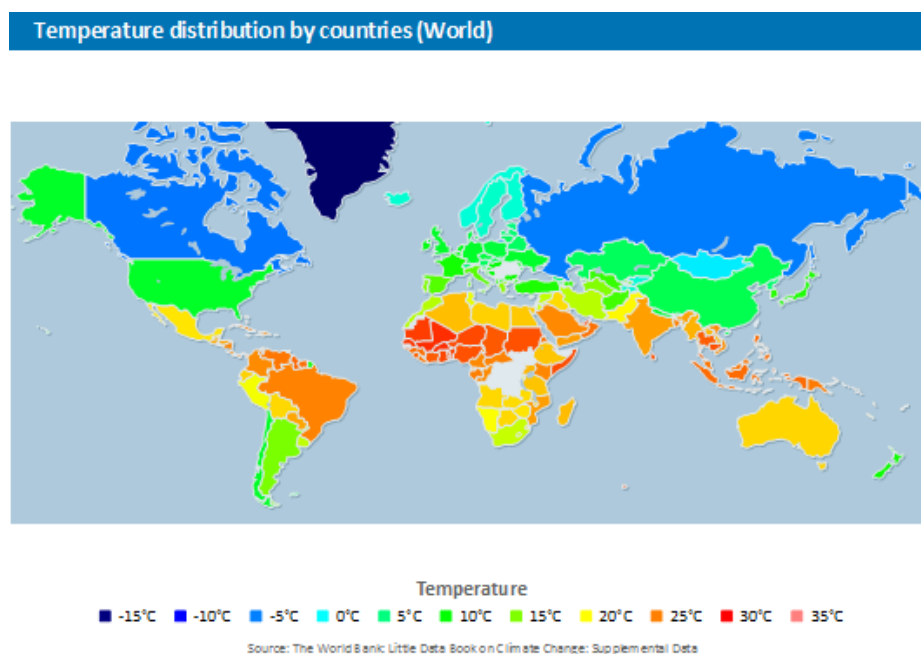 Temperature distribution by countries (World)
Temperature
-15°C -10°C -5°C 0°C 5°C 10°C 15°C 20°C 25°C 30°C 35°C
Source: The World Bank: Little Data Book on Climate Change: Supplemental Data